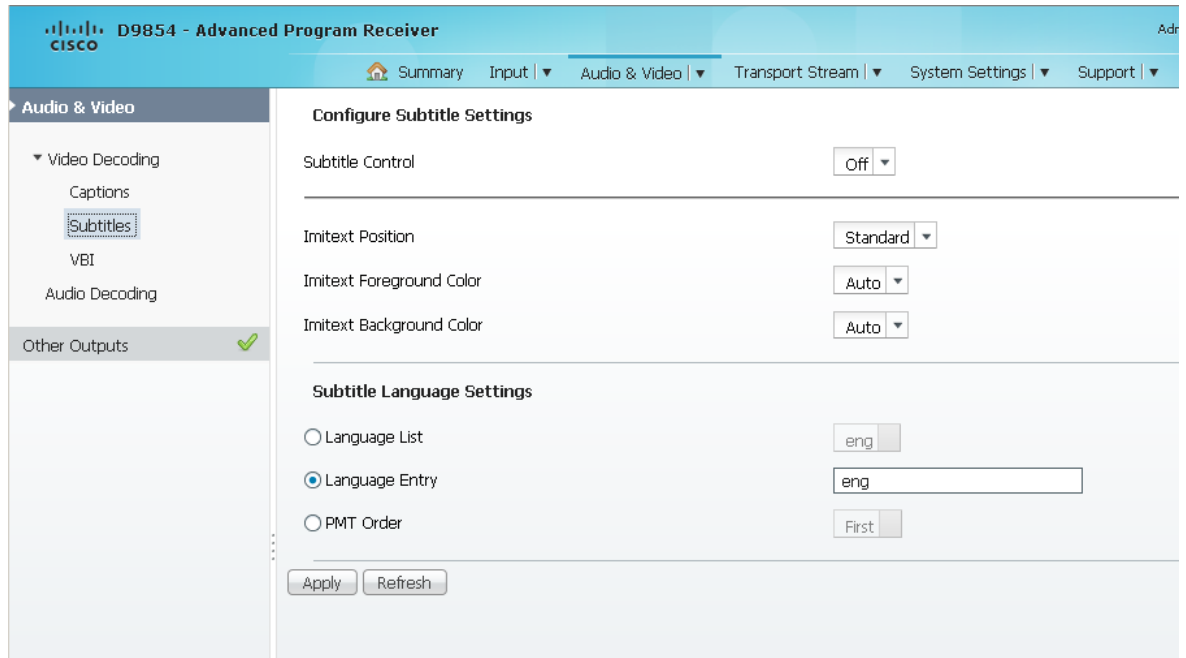 CISCO
D9854 - Advanced Program Receiver
Adr
Summary Input Audio & Video Transport Stream System Settings Support
Audio & Video
Video Decoding
Captions
Subtitles
VBI
Audio Decoding
Other Outputs
Configure Subtitle Settings
Subtitle Control Off
Imitext Position Standard
Imitext Foreground Color Auto
Imitext Background Color Auto
Subtitle Language Settings
Language List eng
Language Entry eng
PMT Order First
Apply Refresh